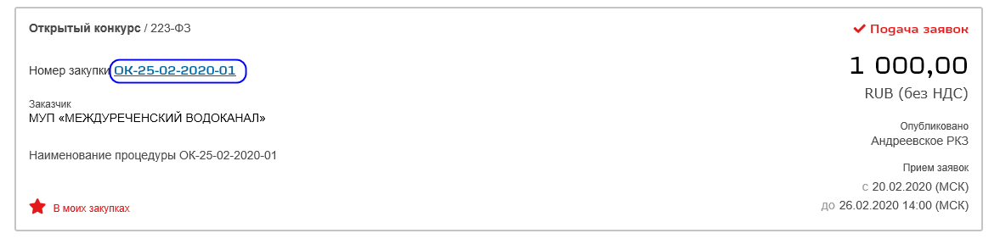 Открытый конкурс / 223-ФЗ
Подача заявок
Номер закупки ОК-25-02-2020-01
1 000,00
RUB (без НДС)
Заказчик
МУП «МЕЖДУРЕЧЕНСКИЙ ВОДОКАНАЛ»
Опубликовано
Андреевское РКЗ
Наименование процедуры ОК-25-02-2020-01
Прием заявок
с 20.02.2020 (МСК)
до 26.02.2020 14:00 (МСК)
В моих закупках